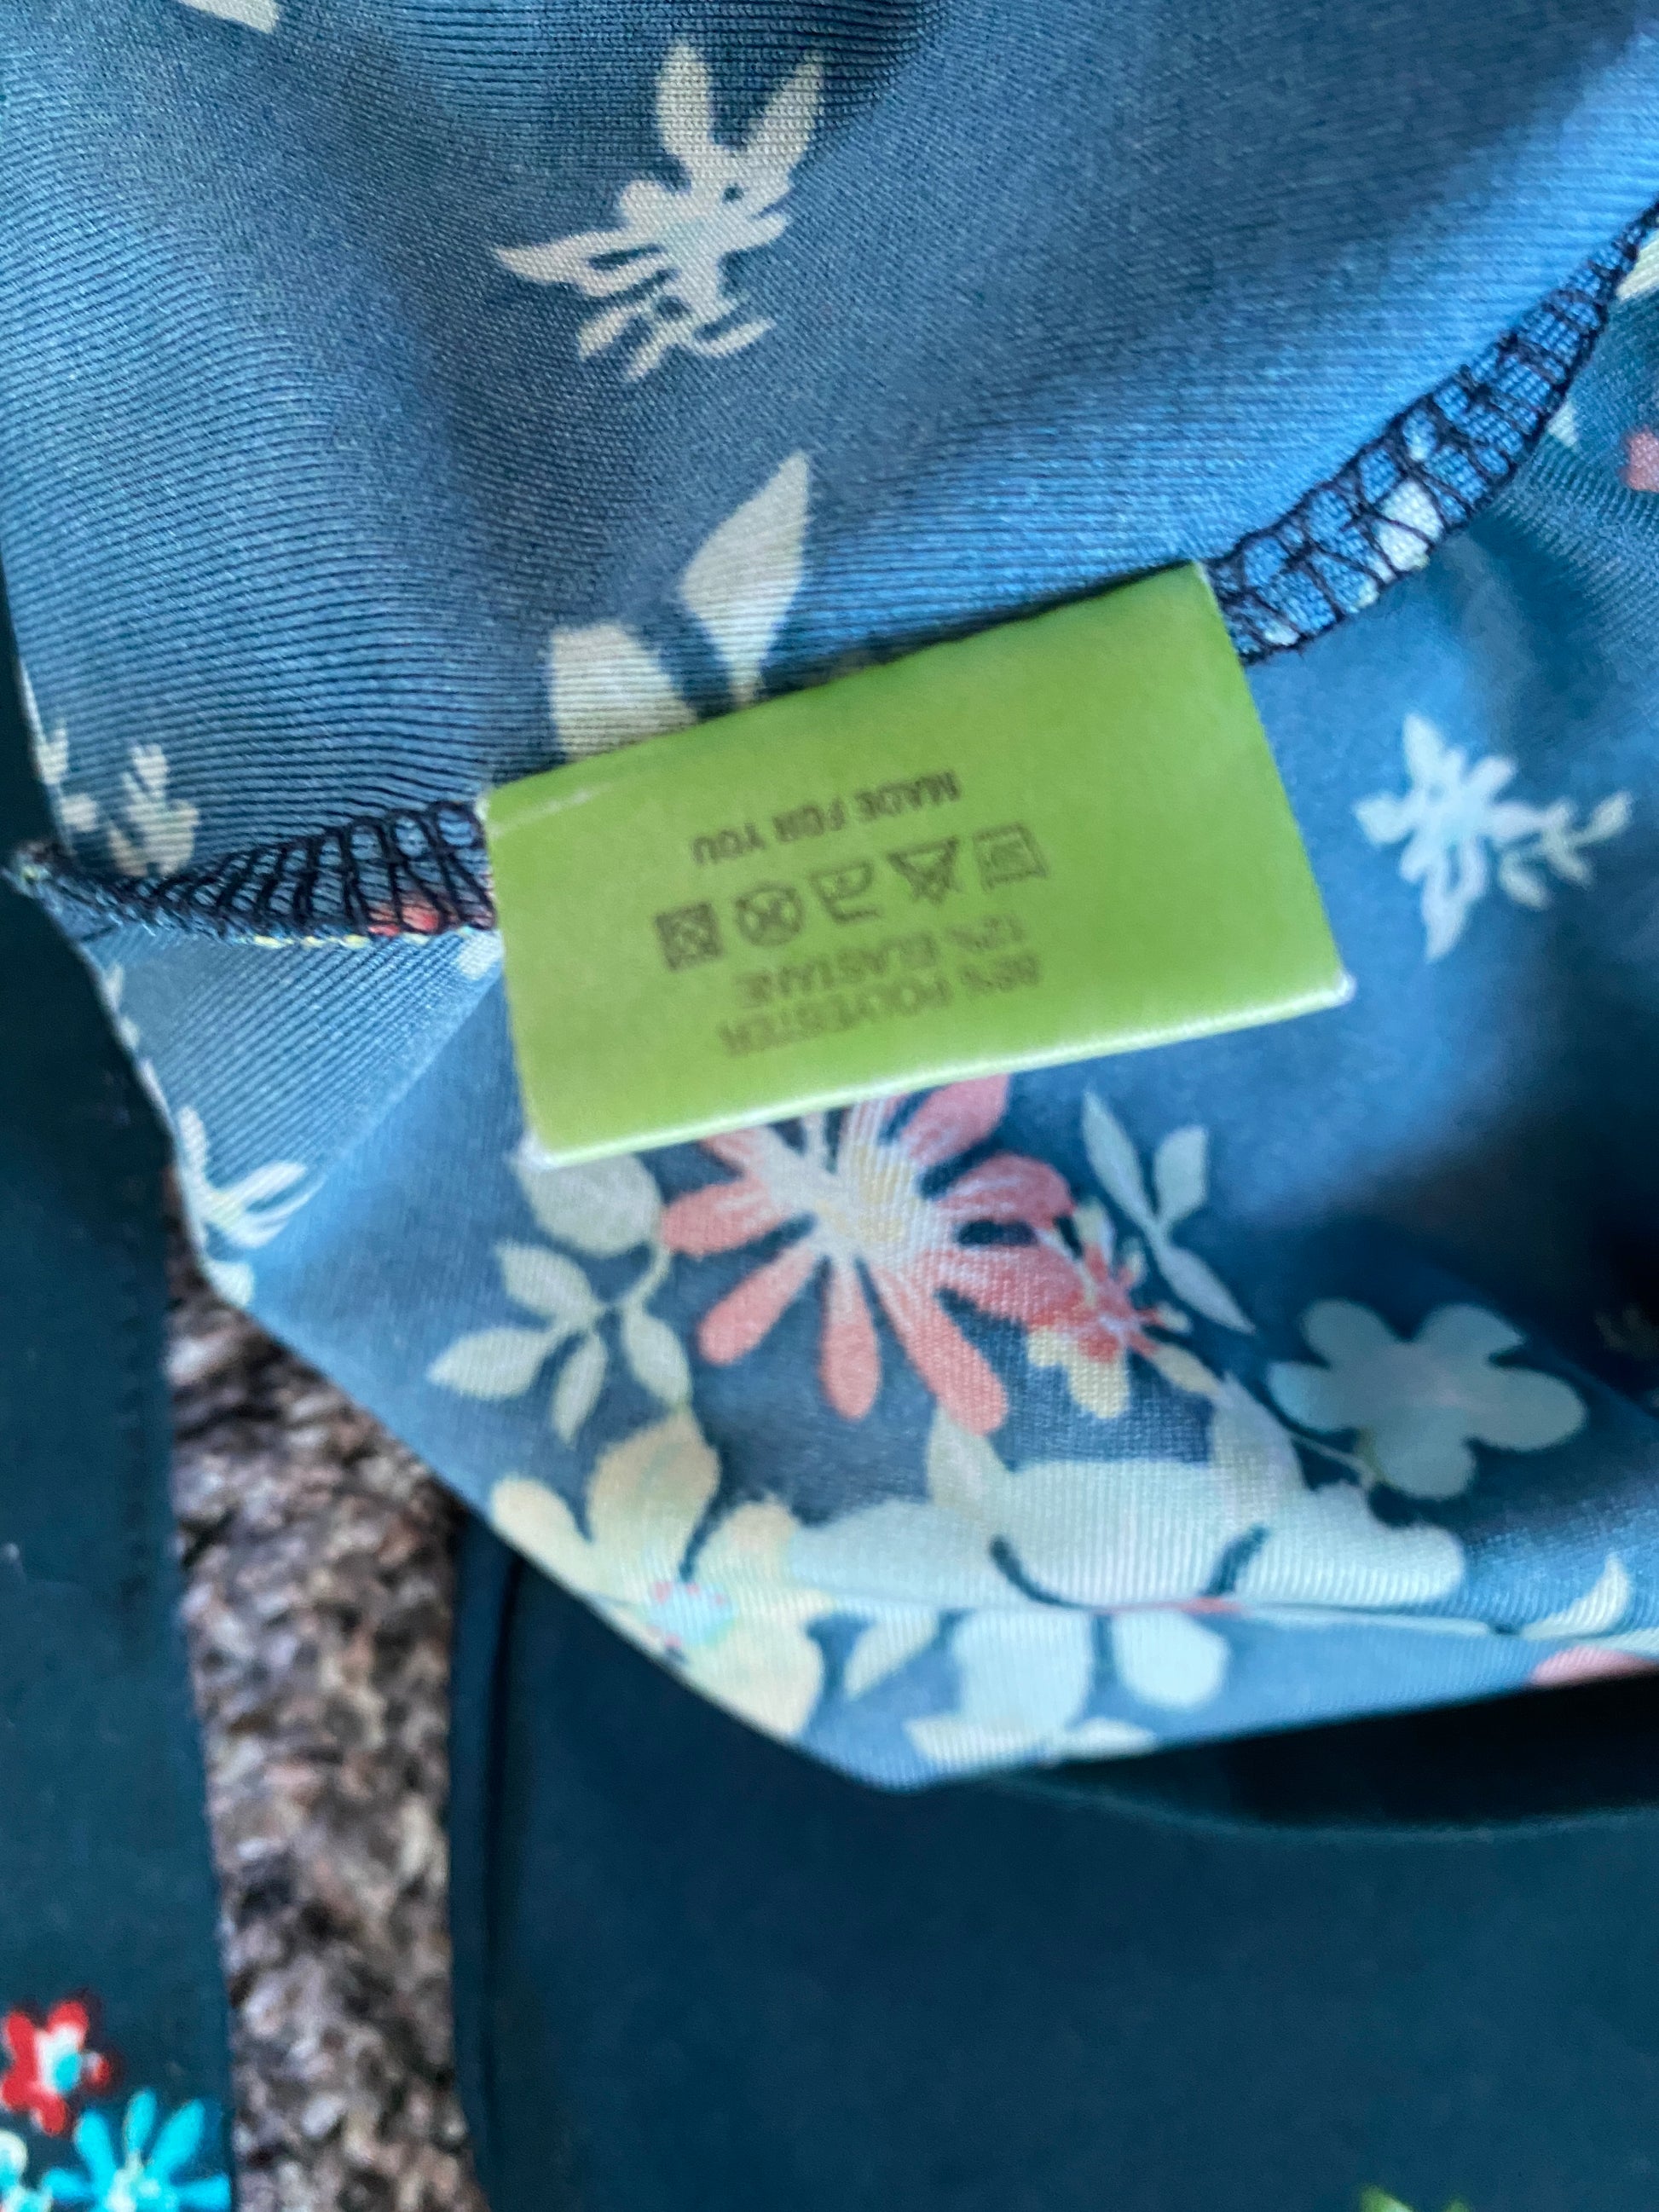 88% POLYESTER
12% ELASTANE
MADE FOR YOU